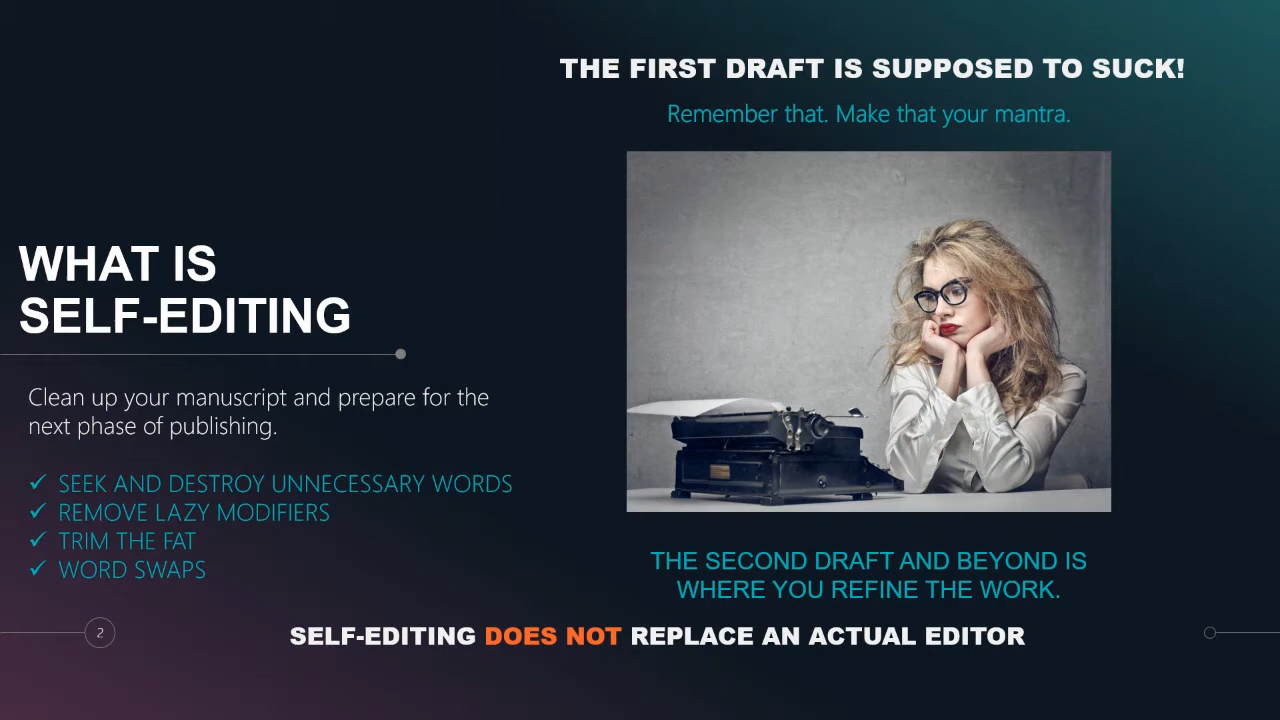 THE FIRST DRAFT IS SUPPOSED TO SUCK!
Remember that. Make that your mantra.
WHAT IS
SELF-EDITING
Clean up your manuscript and prepare for the
next phase of publishing.
✓ SEEK AND DESTROY UNNECESSARY WORDS
✓ REMOVE LAZY MODIFIERS
✓ TRIM THE FAT
✓ WORD SWAPS
THE SECOND DRAFT AND BEYOND IS
WHERE YOU REFINE THE WORK.
2
SELF-EDITING DOES NOT REPLACE AN ACTUAL EDITOR